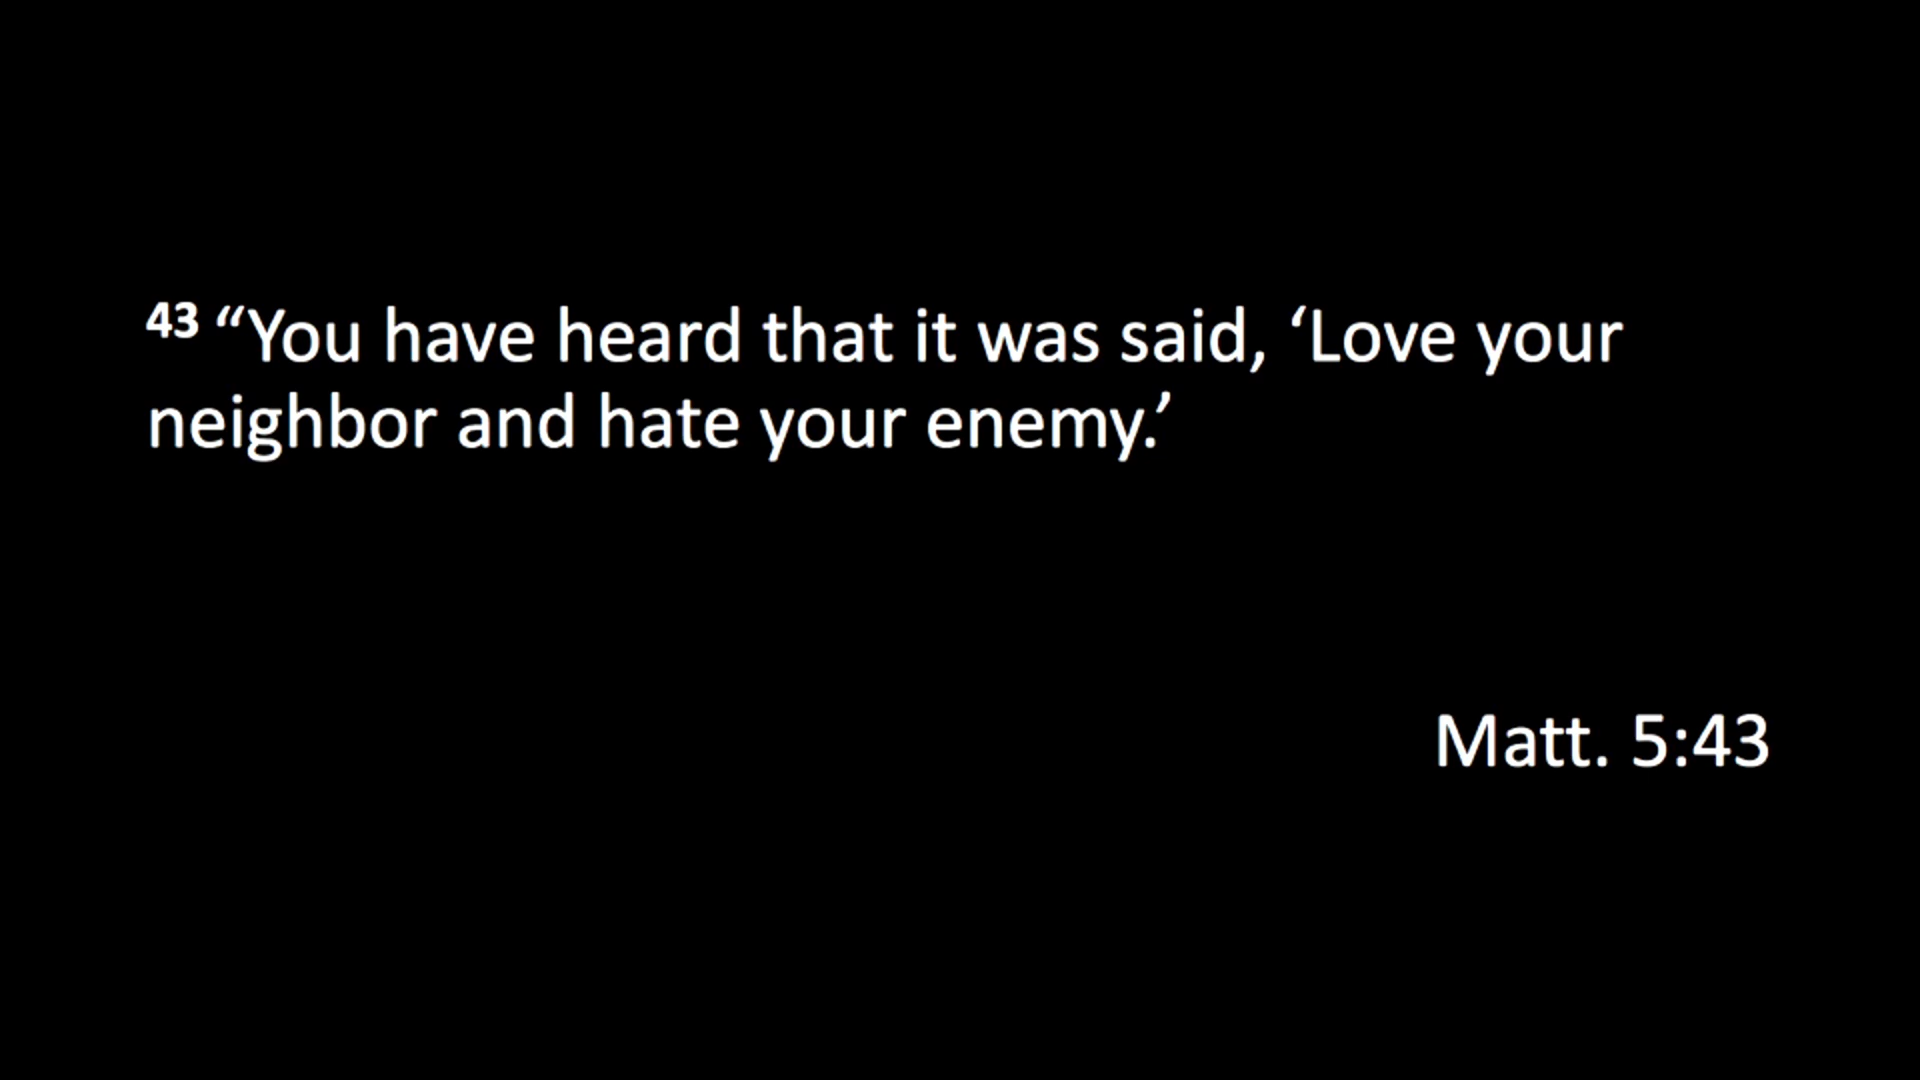 43 “You have heard that it was said, ‘Love your
neighbor and hate your enemy.’
Matt. 5:43